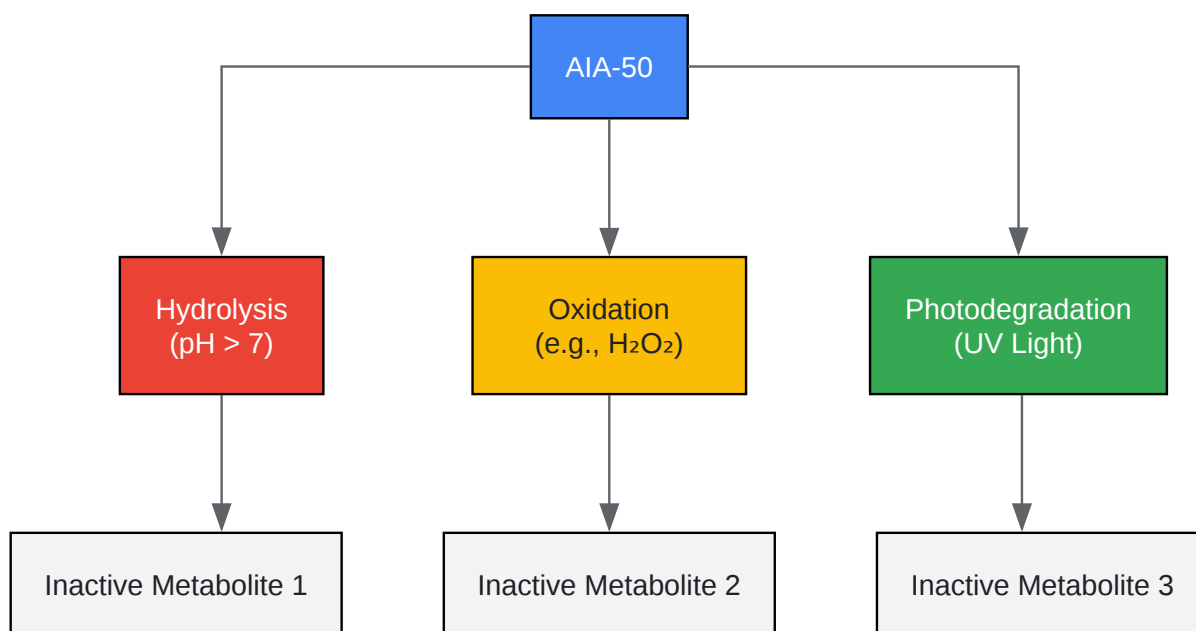 AIA-50
Hydrolysis
(pH > 7)
Oxidation
(e.g., H₂O₂)
Photodegradation
(UV Light)
Inactive Metabolite 1
Inactive Metabolite 2
Inactive Metabolite 3